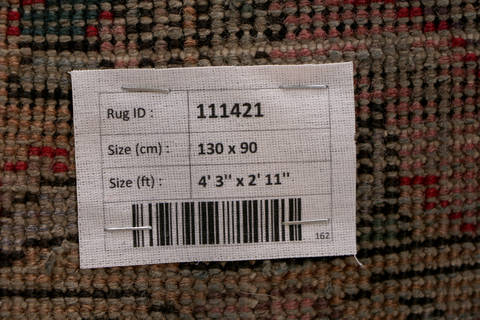 Rug ID : 111421
Size (cm) : 130 x 90
Size (ft) : 4' 3'' x 2' 11''
162